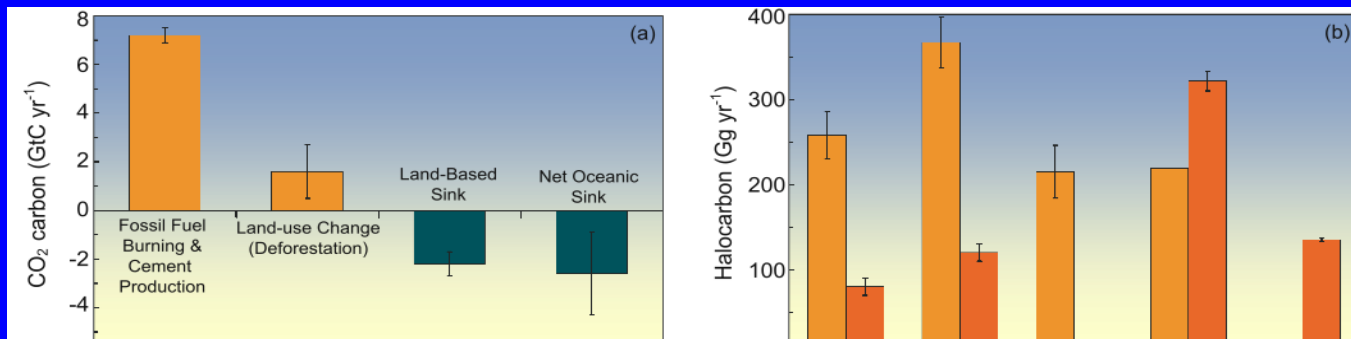 8
6
4
2
0
-2
-4
CO₂ carbon (GtC yr⁻¹)
(a)
Fossil Fuel
Burning &
Cement
Production
Land-use Change
(Deforestation)
Land-Based
Sink
Net Oceanic
Sink
400
300
200
100
Halocarbon (Gg yr⁻¹)
(b)